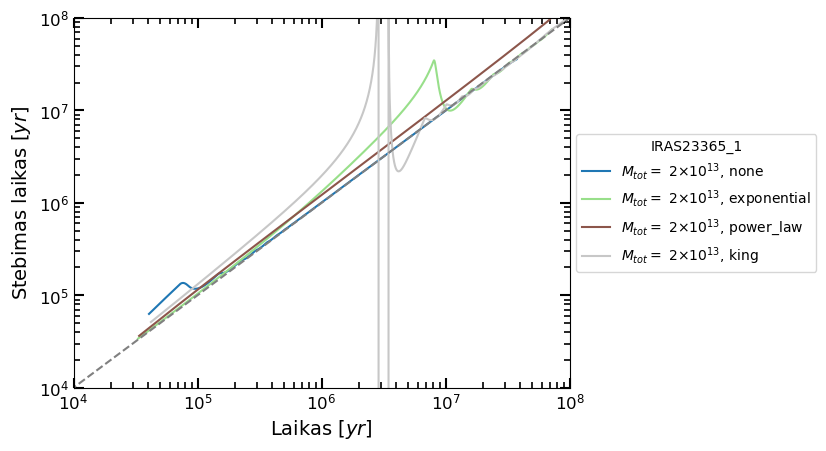 10^8
10^7
10^6
10^5
10^4
Stebimas laikas [yr]
10^4 10^5 10^6 10^7 10^8
Laikas [yr]
IRAS23365_1
M_tot = 2×10^13, none
M_tot = 2×10^13, exponential
M_tot = 2×10^13, power_law
M_tot = 2×10^13, king